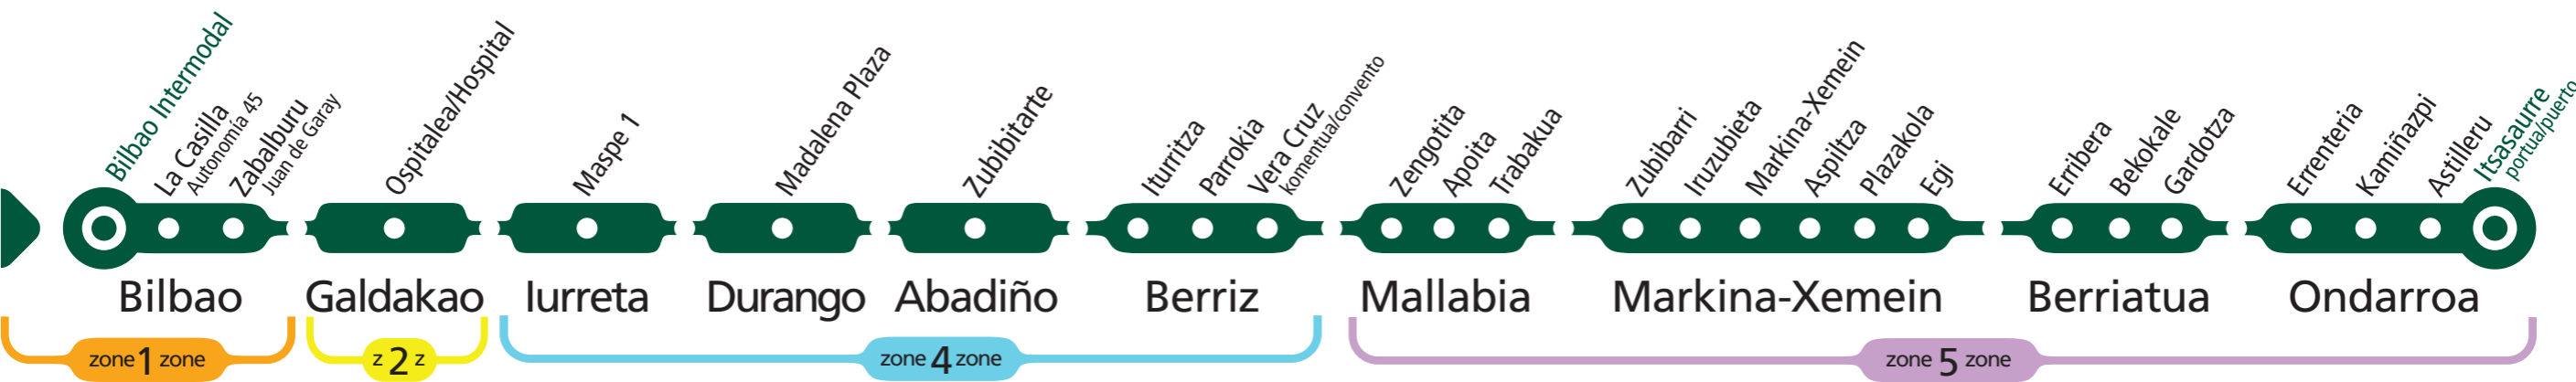 Bilbao Intermodal
La Casilla
Autonomía 45
Zabalburu
Juan de Garay
Ospitalea/Hospital
Maspe 1
Madalena Plaza
Zubibitarte
Iturritza
Parrokia
Vera Cruz
komentua/convento
Zengotita
Apoita
Trabakua
Zubibarri
Iruzubieta
Markina-Xemein
Aspiltza
Plazakola
Egi
Erribera
Bekokale
Gardotza
Errenteria
Kamiñazpi
Astilleru
Itsasaurre
portua/puerto
Bilbao
Galdakao
Iurreta
Durango
Abadiño
Berriz
Mallabia
Markina-Xemein
Berriatua
Ondarroa
zone 1 zone
z 2 z
zone 4 zone
zone 5 zone